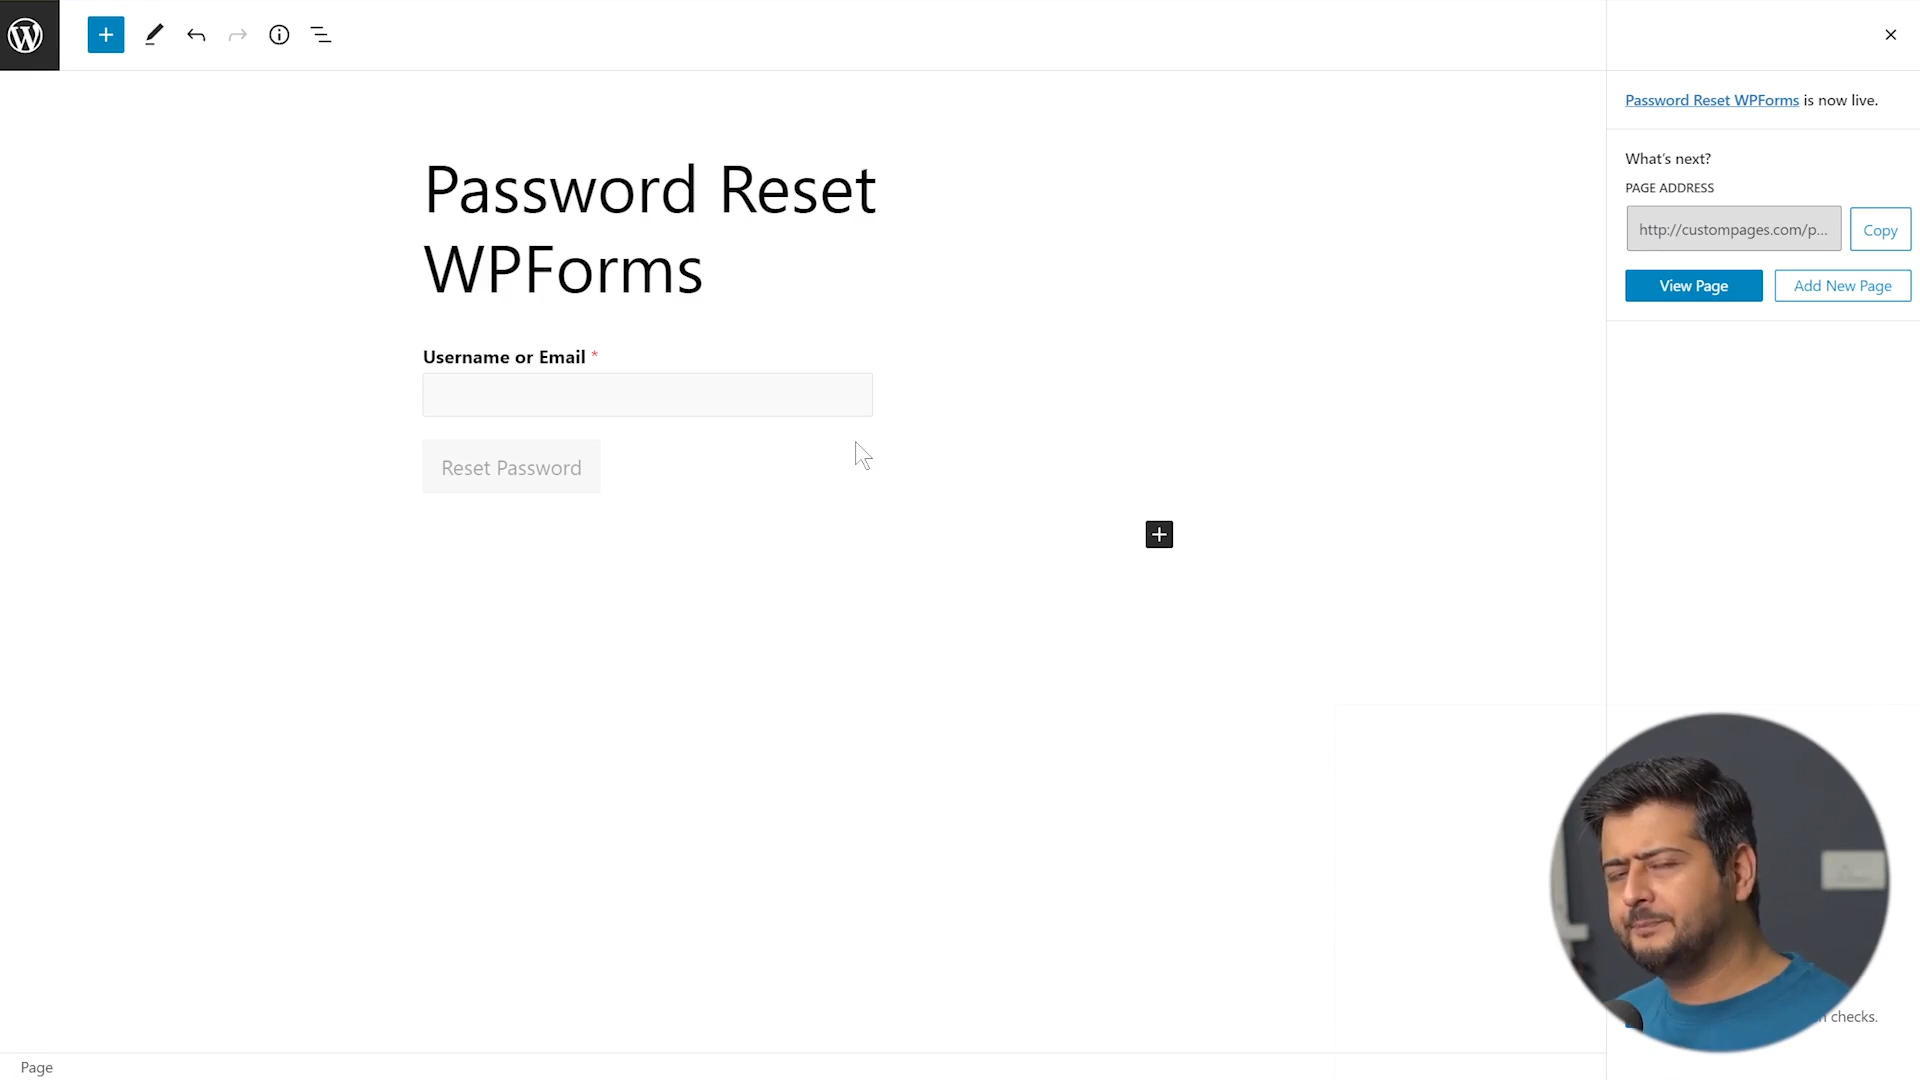 Password Reset WPForms is now live.
Password Reset
WPForms
What's next?
PAGE ADDRESS
http://custompages.com/p...
Copy
View Page
Add New Page
Username or Email *
Reset Password
checks.
Page